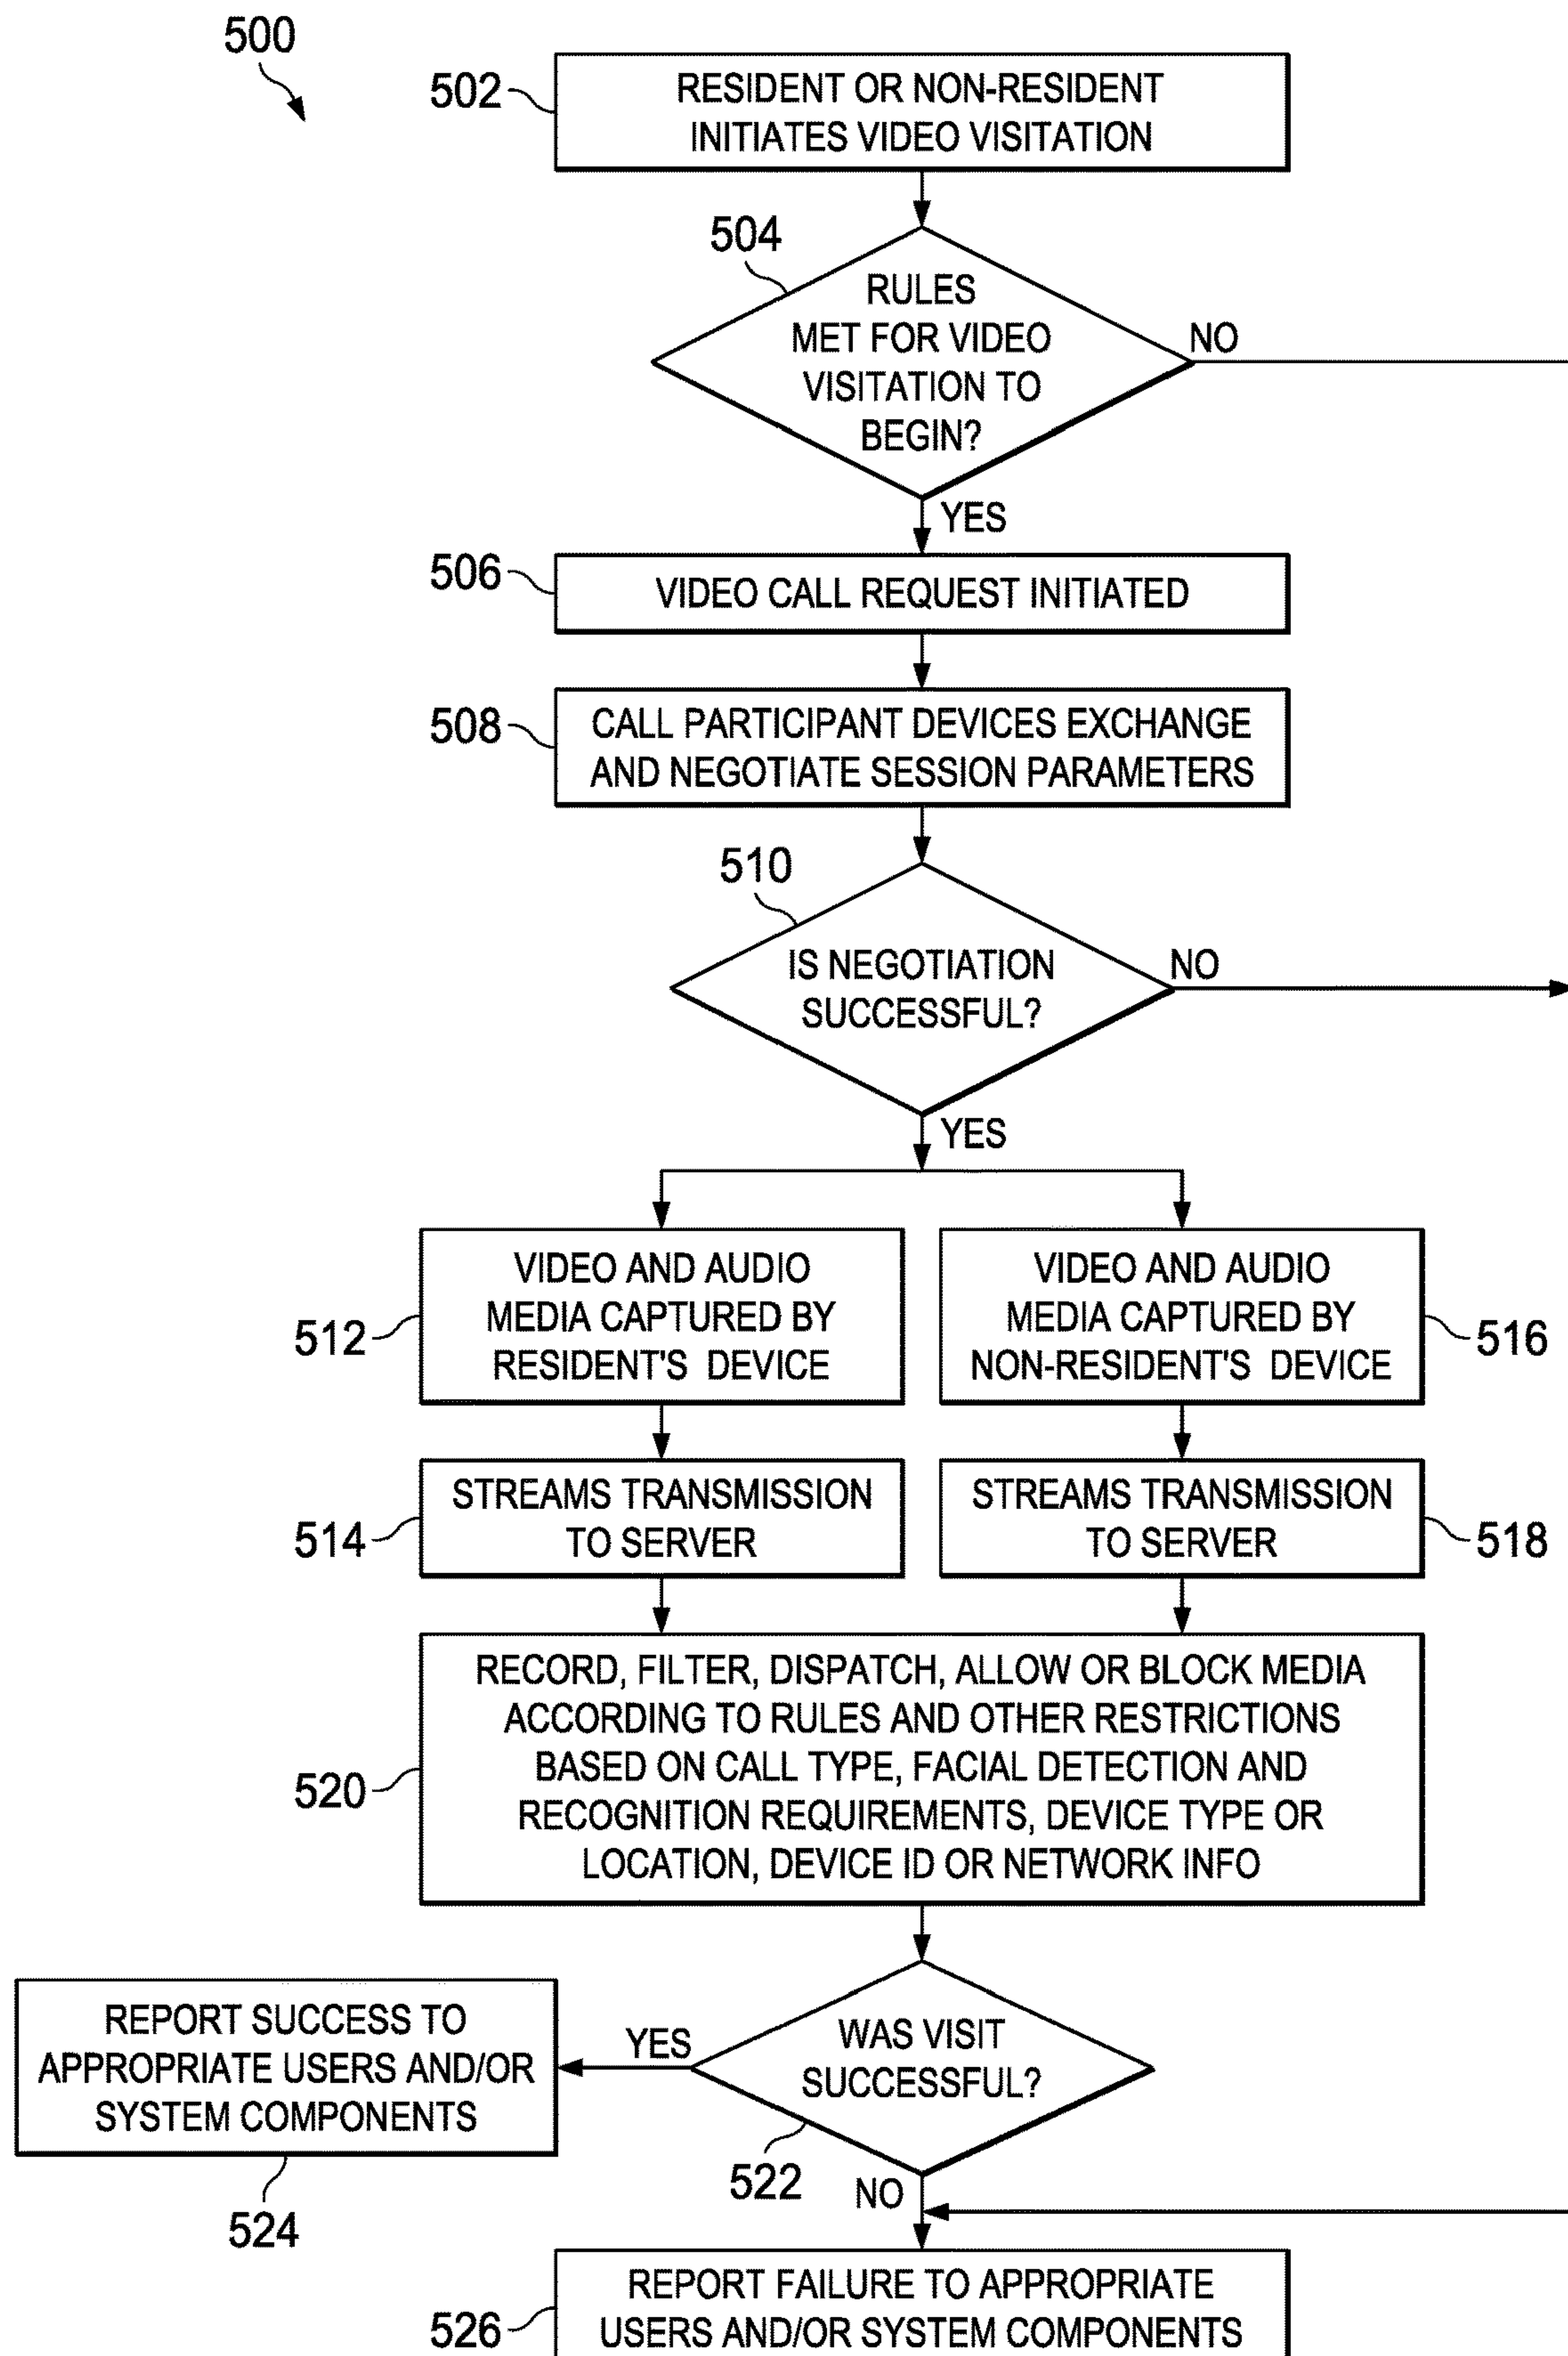 500
502
RESIDENT OR NON-RESIDENT
INITIATES VIDEO VISITATION
504
RULES
MET FOR VIDEO
VISITATION TO
BEGIN?
NO
YES
506
VIDEO CALL REQUEST INITIATED
508
CALL PARTICIPANT DEVICES EXCHANGE
AND NEGOTIATE SESSION PARAMETERS
510
IS NEGOTIATION
SUCCESSFUL?
NO
YES
512
VIDEO AND AUDIO
MEDIA CAPTURED BY
RESIDENT'S DEVICE
VIDEO AND AUDIO
MEDIA CAPTURED BY
NON-RESIDENT'S DEVICE
516
514
STREAMS TRANSMISSION
TO SERVER
STREAMS TRANSMISSION
TO SERVER
518
520
RECORD, FILTER, DISPATCH, ALLOW OR BLOCK MEDIA
ACCORDING TO RULES AND OTHER RESTRICTIONS
BASED ON CALL TYPE, FACIAL DETECTION AND
RECOGNITION REQUIREMENTS, DEVICE TYPE OR
LOCATION, DEVICE ID OR NETWORK INFO
REPORT SUCCESS TO
APPROPRIATE USERS AND/OR
SYSTEM COMPONENTS
524
YES
WAS VISIT
SUCCESSFUL?
522
NO
526
REPORT FAILURE TO APPROPRIATE
USERS AND/OR SYSTEM COMPONENTS